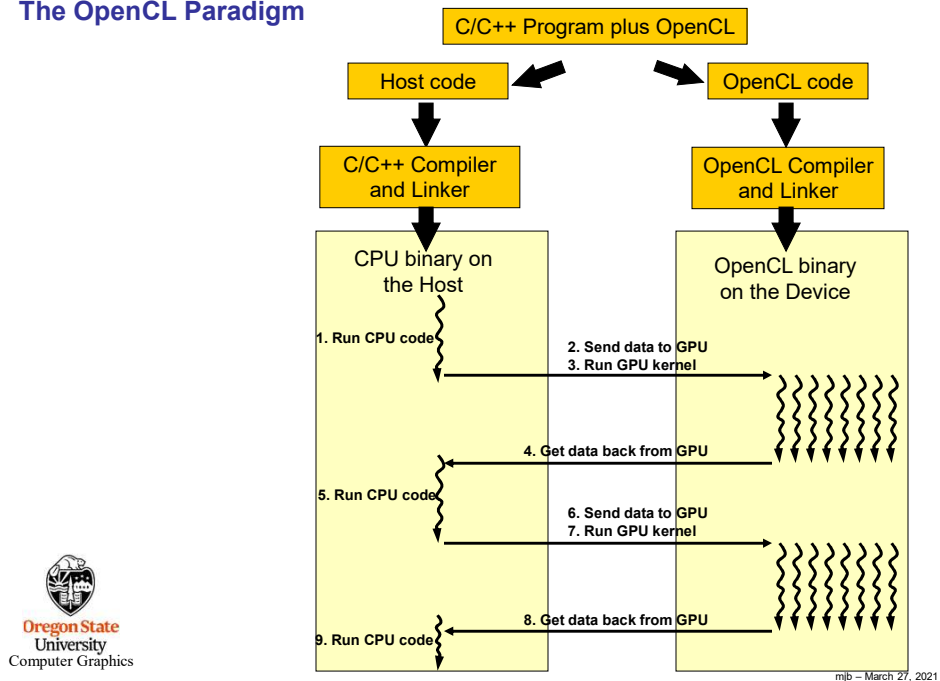 The OpenCL Paradigm
C/C++ Program plus OpenCL
Host code
OpenCL code
C/C++ Compiler
and Linker
OpenCL Compiler
and Linker
CPU binary on
the Host
OpenCL binary
on the Device
1. Run CPU code
2. Send data to GPU
3. Run GPU kernel
4. Get data back from GPU
5. Run CPU code
6. Send data to GPU
7. Run GPU kernel
8. Get data back from GPU
9. Run CPU code
Oregon State
University
Computer Graphics
mjb – March 27, 2021